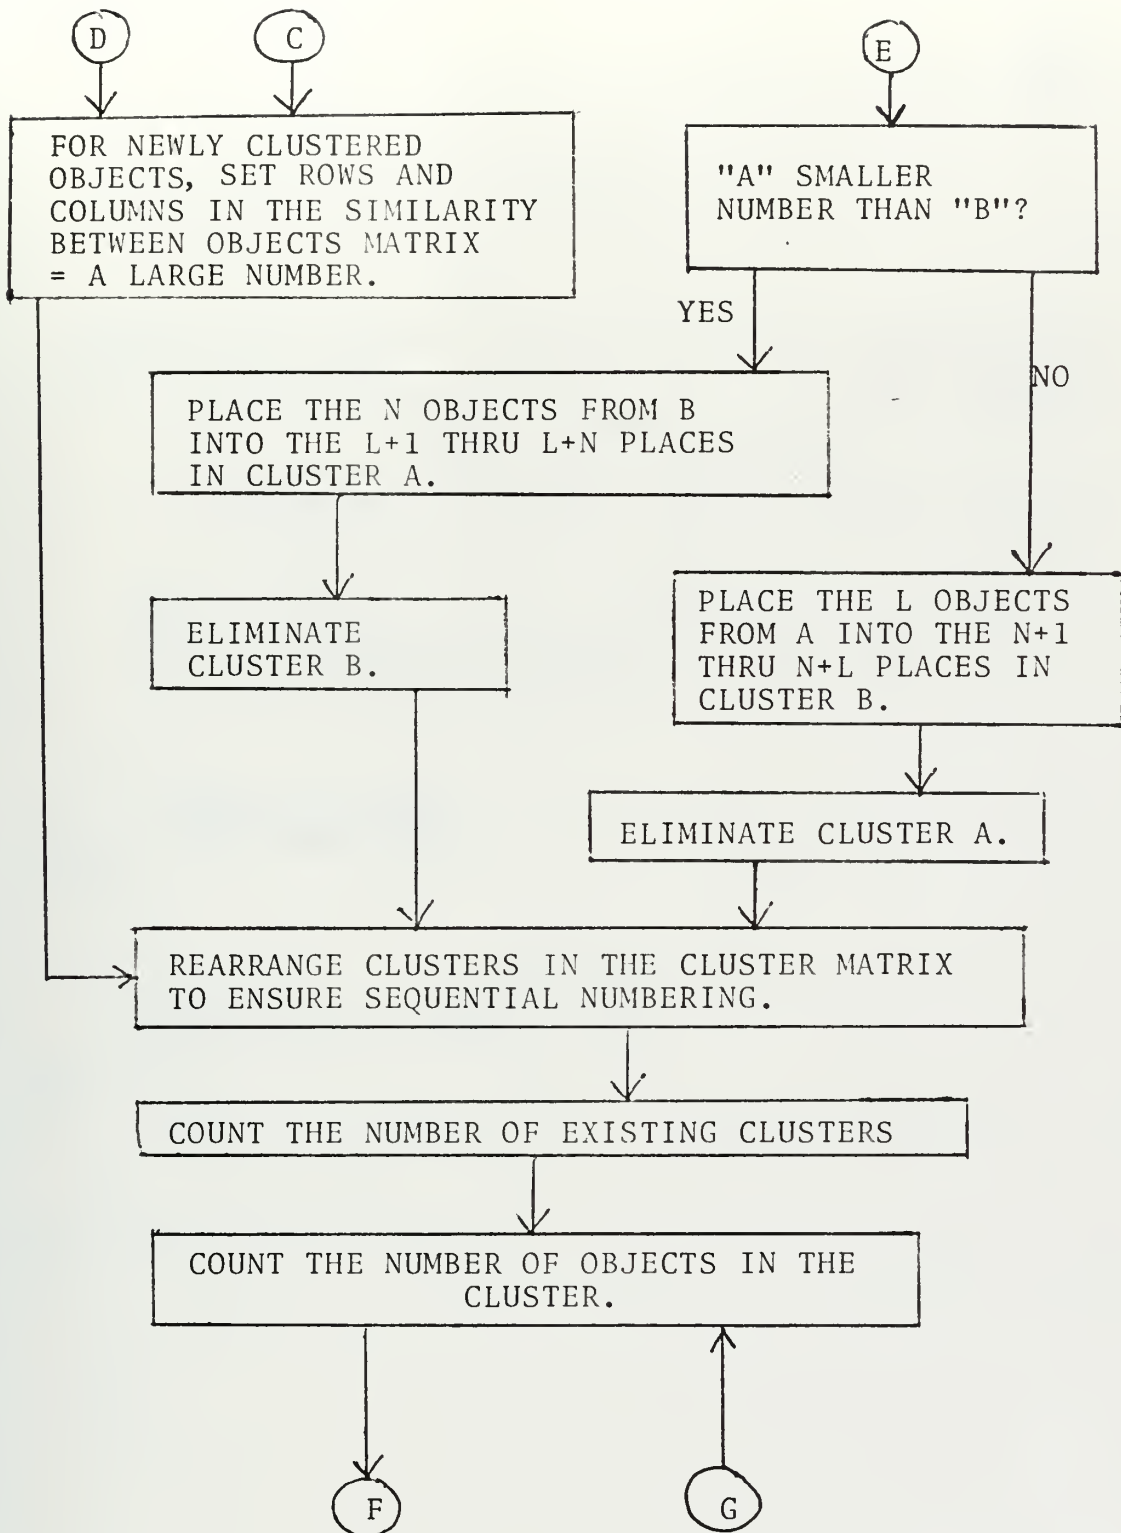 D
C
E
FOR NEWLY CLUSTERED
OBJECTS, SET ROWS AND
COLUMNS IN THE SIMILARITY
BETWEEN OBJECTS MATRIX
= A LARGE NUMBER.
"A" SMALLER
NUMBER THAN "B"?
YES
NO
PLACE THE N OBJECTS FROM B
INTO THE L+1 THRU L+N PLACES
IN CLUSTER A.
ELIMINATE
CLUSTER B.
PLACE THE L OBJECTS
FROM A INTO THE N+1
THRU N+L PLACES IN
CLUSTER B.
ELIMINATE CLUSTER A.
REARRANGE CLUSTERS IN THE CLUSTER MATRIX
TO ENSURE SEQUENTIAL NUMBERING.
COUNT THE NUMBER OF EXISTING CLUSTERS
COUNT THE NUMBER OF OBJECTS IN THE
CLUSTER.
F
G